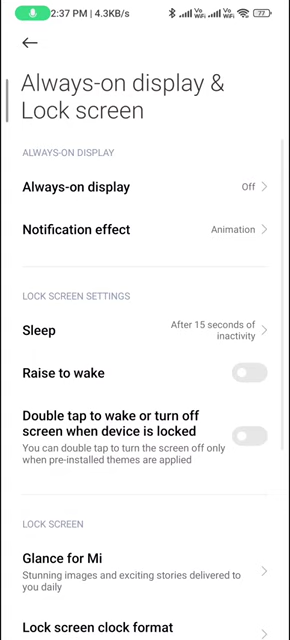 2:37 PM | 4.3KB/s
Vo WiFi Vo WiFi 77
Always-on display &
Lock screen
ALWAYS-ON DISPLAY
Always-on display Off
Notification effect Animation
LOCK SCREEN SETTINGS
Sleep After 15 seconds of
inactivity
Raise to wake
Double tap to wake or turn off
screen when device is locked
You can double tap to turn the screen off only
when pre-installed themes are applied
LOCK SCREEN
Glance for Mi
Stunning images and exciting stories delivered to
you daily
Lock screen clock format